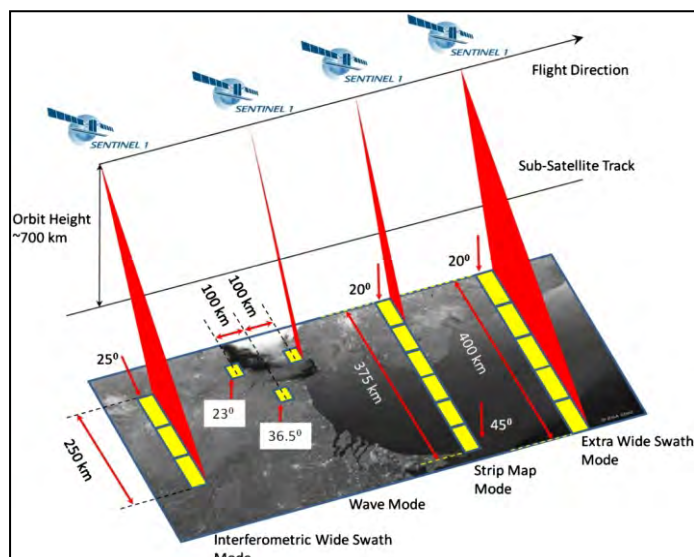 SENTINEL 1
SENTINEL 1
SENTINEL 1
SENTINEL 1
Flight Direction
Sub-Satellite Track
Orbit Height
~700 km
20⁰
20⁰
100 km
100 km
25⁰
375 km
400 km
23⁰
36.5⁰
45⁰
250 km
Extra Wide Swath
Mode
Strip Map
Mode
Wave Mode
Interferometric Wide Swath
Mode